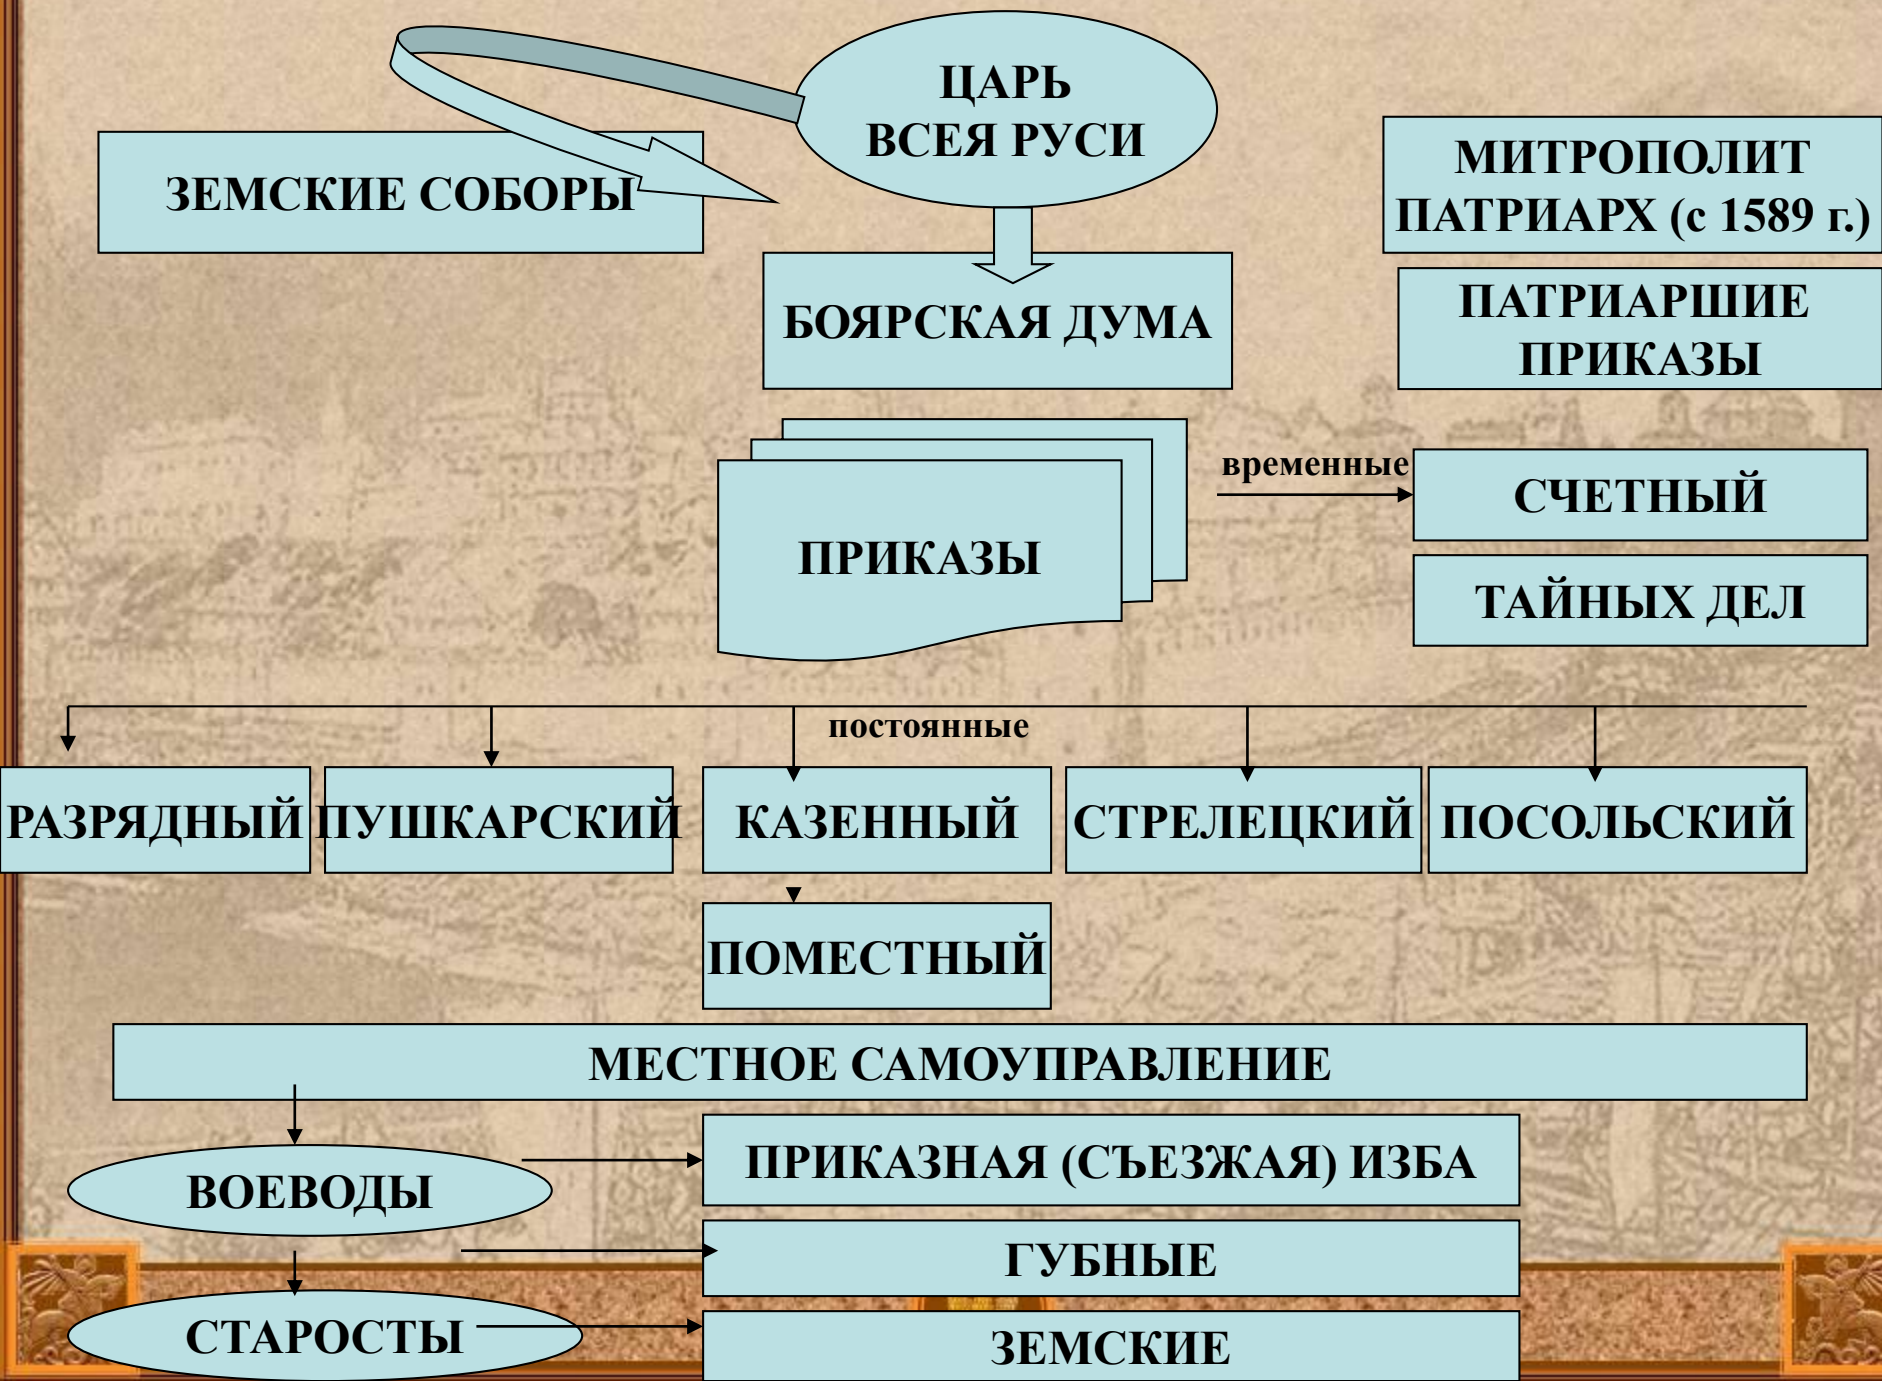 ЦАРЬ
ВСЕЯ РУСИ
ЗЕМСКИЕ СОБОРЫ
МИТРОПОЛИТ
ПАТРИАРХ (с 1589 г.)
БОЯРСКАЯ ДУМА
ПАТРИАРШИЕ
ПРИКАЗЫ
ПРИКАЗЫ
временные
СЧЕТНЫЙ
ТАЙНЫХ ДЕЛ
постоянные
РАЗРЯДНЫЙ
ПУШКАРСКИЙ
КАЗЕННЫЙ
СТРЕЛЕЦКИЙ
ПОСОЛЬСКИЙ
ПОМЕСТНЫЙ
МЕСТНОЕ САМОУПРАВЛЕНИЕ
ВОЕВОДЫ
ПРИКАЗНАЯ (СЪЕЗЖАЯ) ИЗБА
ГУБНЫЕ
СТАРОСТЫ
ЗЕМСКИЕ